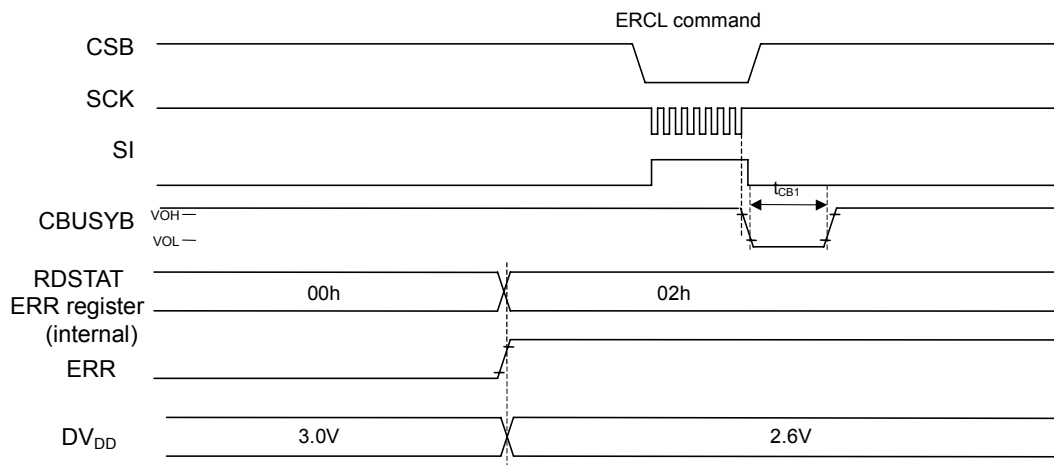 ERCL command
CSB
SCK
SI
tCB1
CBUSYB
VOH
VOL
RDSTAT
ERR register
(internal)
00h
02h
ERR
DVDD
3.0V
2.6V